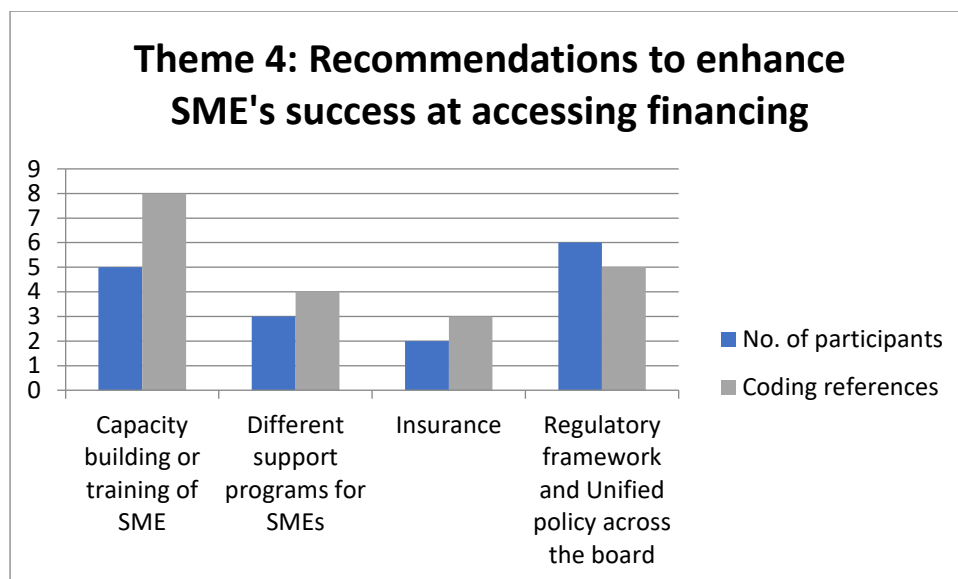 Theme 4: Recommendations to enhance
SME's success at accessing financing
9
8
7
6
5
4
3
2
1
0
Capacity
building or
training of
SME
Different
support
programs for
SMEs
Insurance
Regulatory
framework
and Unified
policy across
the board
No. of participants
Coding references